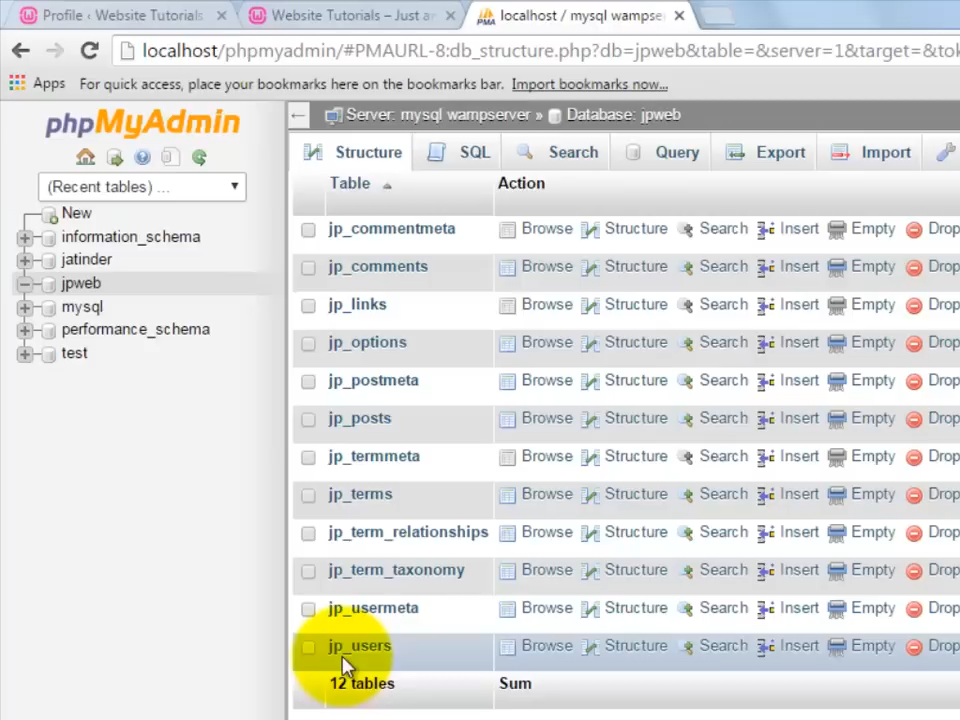 Profile ‹ Website Tutorials
Website Tutorials – Just a
localhost / mysql wampse
localhost/phpmyadmin/#PMAURL-8:db_structure.php?db=jpweb&table=&server=1&target=&tok
Apps For quick access, place your bookmarks here on the bookmarks bar. Import bookmarks now...
phpMyAdmin
(Recent tables) ...
New
information_schema
jatinder
jpweb
mysql
performance_schema
test
Server: mysql wampserver » Database: jpweb
Structure SQL Search Query Export Import
Table Action
jp_commentmeta Browse Structure Search Insert Empty Drop
jp_comments Browse Structure Search Insert Empty Drop
jp_links Browse Structure Search Insert Empty Drop
jp_options Browse Structure Search Insert Empty Drop
jp_postmeta Browse Structure Search Insert Empty Drop
jp_posts Browse Structure Search Insert Empty Drop
jp_termmeta Browse Structure Search Insert Empty Drop
jp_terms Browse Structure Search Insert Empty Drop
jp_term_relationships Browse Structure Search Insert Empty Drop
jp_term_taxonomy Browse Structure Search Insert Empty Drop
jp_usermeta Browse Structure Search Insert Empty Drop
jp_users Browse Structure Search Insert Empty Drop
12 tables Sum